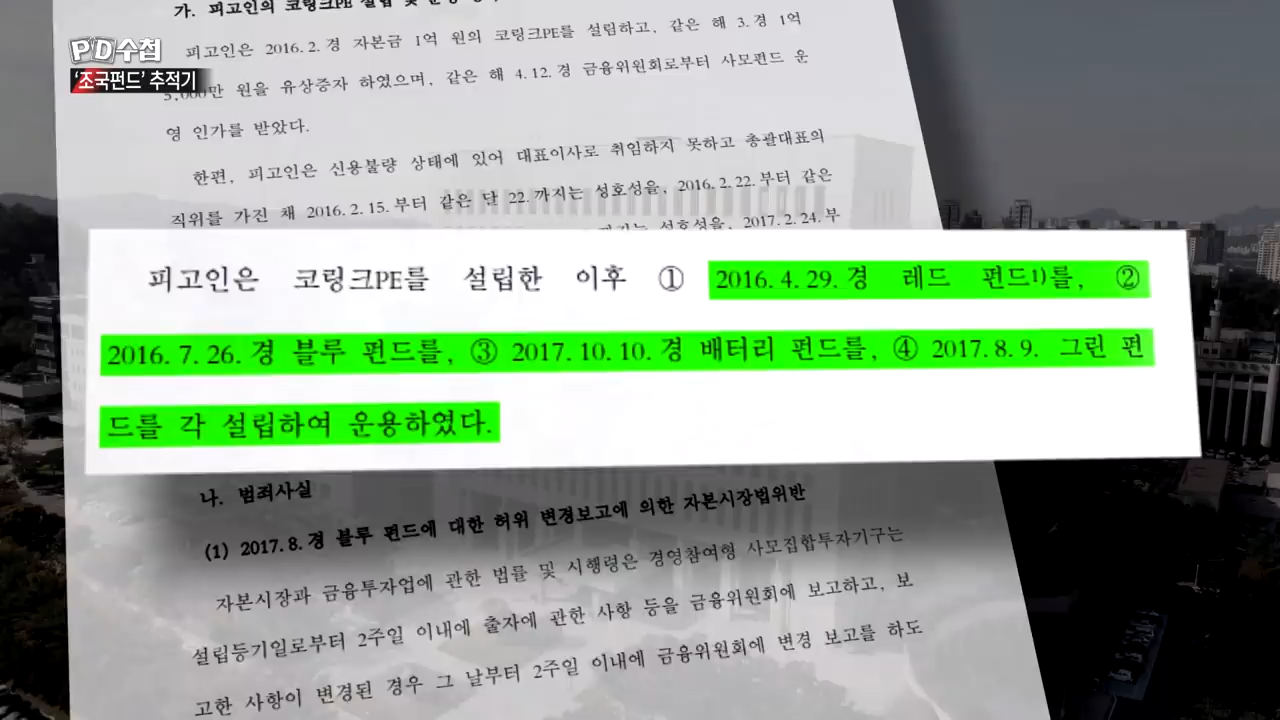 PD수첩
'조국펀드' 추적기
가. 피고인의 코링크PE 설립 및 운영
피고인은 2016. 2.경 자본금 1억 원의 코링크PE를 설립하고, 같은 해 3.경 1억
5,000만 원을 유상증자 하였으며, 같은 해 4.12.경 금융위원회로부터 사모펀드 운
영 인가를 받았다.
한편, 피고인은 신용불량 상태에 있어 대표이사로 취임하지 못하고 총괄대표의
직위를 가진 채 2016. 2. 15.부터 같은 달 22.까지는 성호성을, 2016. 2. 22.부터 같은
성호성을, 2017. 2. 24.부
피고인은 코링크PE를 설립한 이후 ① 2016. 4. 29.경 레드 펀드1)를, ②
2016. 7. 26.경 블루 펀드를, ③ 2017. 10. 10.경 배터리 펀드를, ④ 2017. 8. 9. 그린 펀
드를 각 설립하여 운용하였다.
나. 범죄사실
(1) 2017. 8.경 블루 펀드에 대한 허위 변경보고에 의한 자본시장법위반
자본시장과 금융투자업에 관한 법률 및 시행령은 경영참여형 사모집합투자기구는
설립등기일로부터 2주일 이내에 출자에 관한 사항 등을 금융위원회에 보고하고, 보
고한 사항이 변경된 경우 그 날부터 2주일 이내에 금융위원회에 변경 보고를 하도